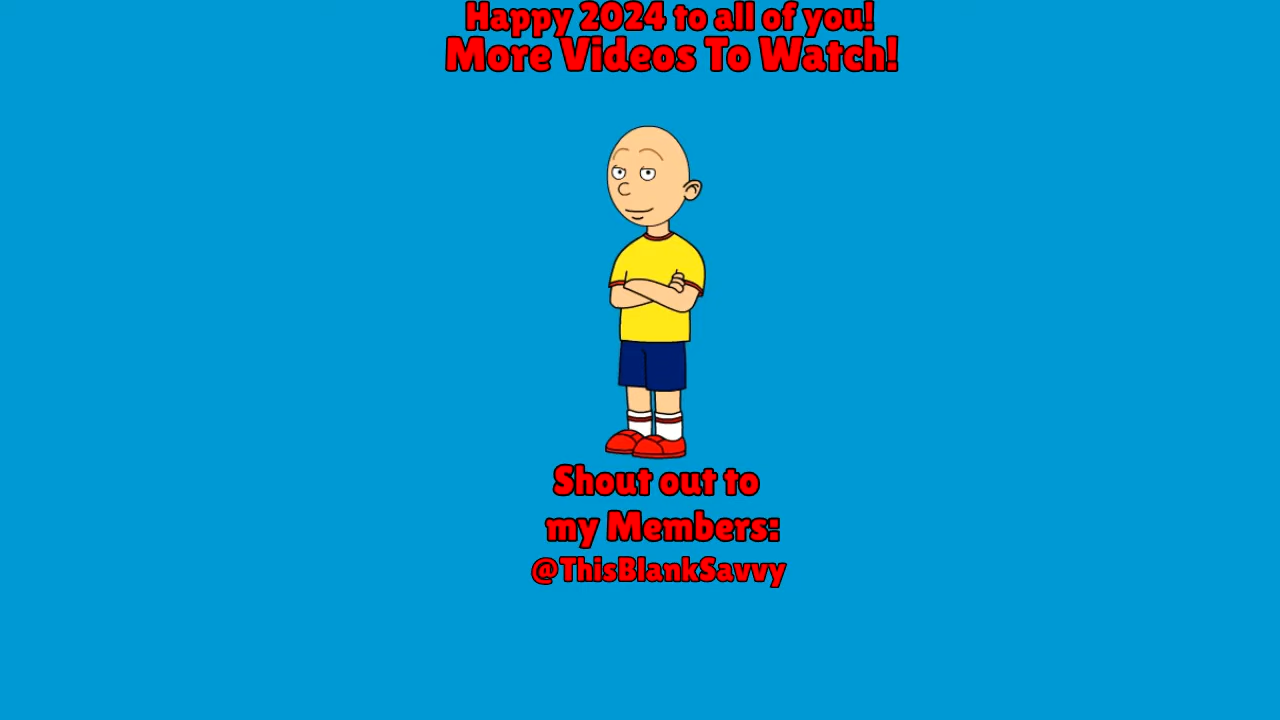 Happy 2024 to all of you!
More Videos To Watch!
Shout out to
my Members:
@ThisBlankSavvy